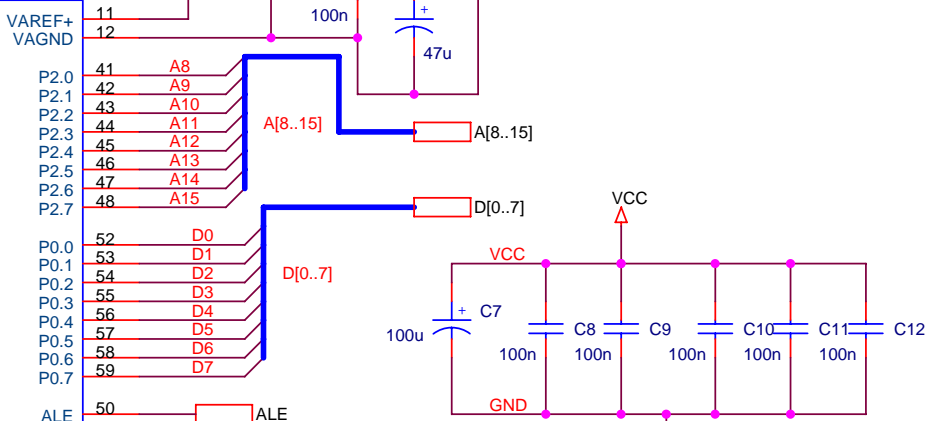 VAREF+ 11 100n +
VAGND 12
47u
P2.0 41 A8
P2.1 42 A9
P2.2 43 A10
P2.3 44 A11 A[8..15] A[8..15]
P2.4 45 A12
P2.5 46 A13
P2.6 47 A14
P2.7 48 A15
D[0..7]
VCC
P0.0 52 D0
P0.1 53 D1 VCC
P0.2 54 D2 D[0..7]
P0.3 55 D3
P0.4 56 D4 + C7
P0.5 57 D5 100u C8 C9 C10 C11 C12
P0.6 58 D6 100n 100n 100n 100n 100n
P0.7 59 D7
GND
ALE 50 ALE